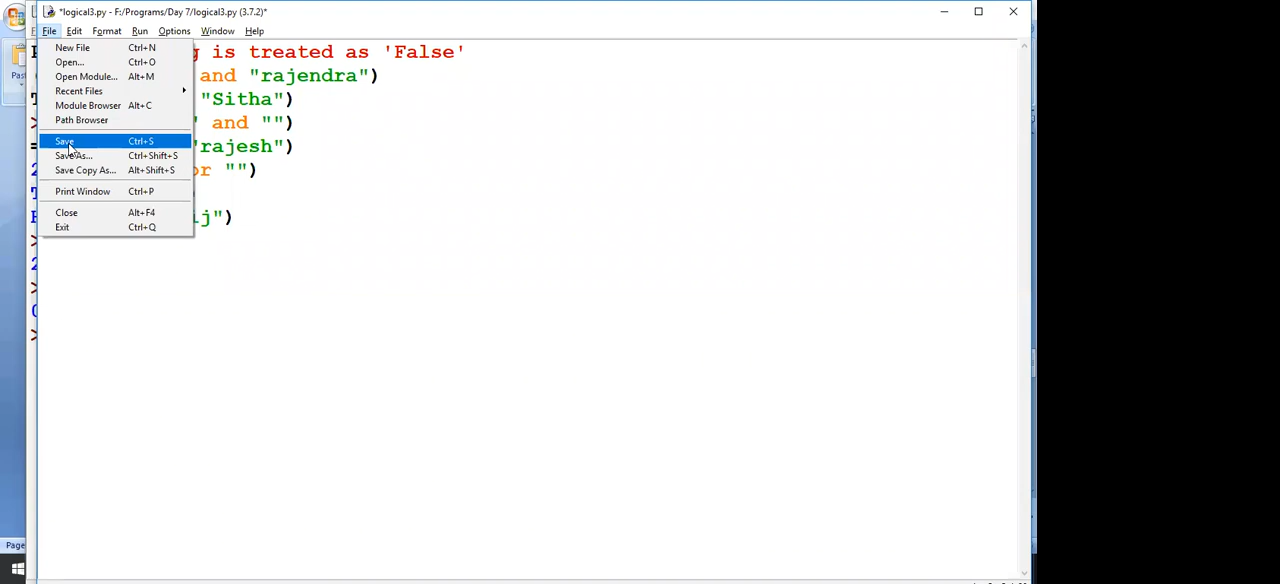 *logical3.py - F:/Programs/Day 7/logical3.py (3.7.2)*
File Edit Format Run Options Window Help
New File Ctrl+N
Open... Ctrl+O
Open Module... Alt+M
Recent Files
Module Browser Alt+C
Path Browser
Save Ctrl+S
Save As... Ctrl+Shift+S
Save Copy As... Alt+Shift+S
Print Window Ctrl+P
Close Alt+F4
Exit Ctrl+Q
g is treated as 'False'
and "rajendra")
"Sitha")
' and "")
"rajesh")
or "")
ij")
Past
Page